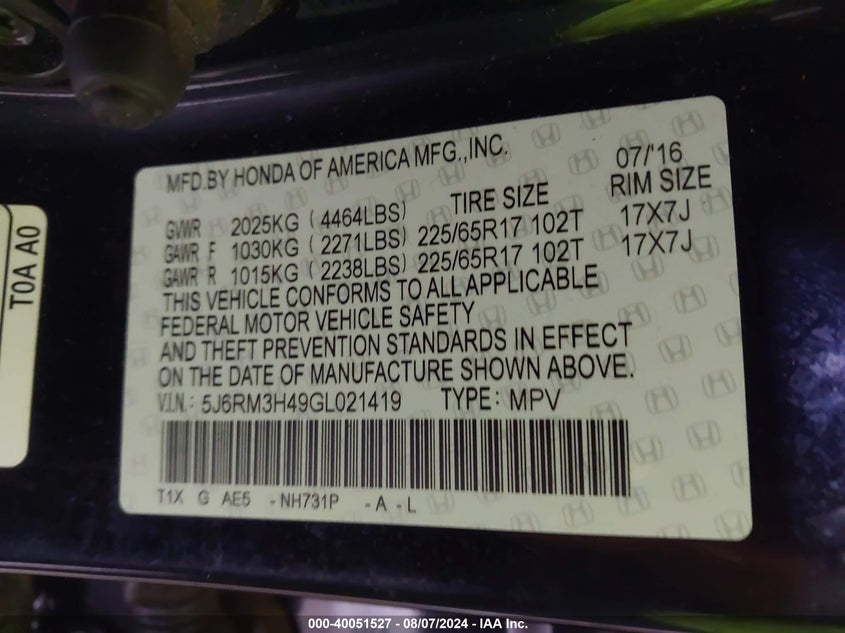 MFD.BY HONDA OF AMERICA MFG.,INC. 07/'16
TIRE SIZE RIM SIZE
GVWR 2025KG (4464LBS)
GAWR F 1030KG (2271LBS) 225/65R17 102T 17X7J
GAWR R 1015KG (2238LBS) 225/65R17 102T 17X7J
THIS VEHICLE CONFORMS TO ALL APPLICABLE
FEDERAL MOTOR VEHICLE SAFETY
AND THEFT PREVENTION STANDARDS IN EFFECT
ON THE DATE OF MANUFACTURE SHOWN ABOVE.
V.I.N.: 5J6RM3H49GL021419 TYPE: MPV
T1X G AE5 -NH731P -A -L
T0A A0
000-40051527 - 08/07/2024 - IAA Inc.